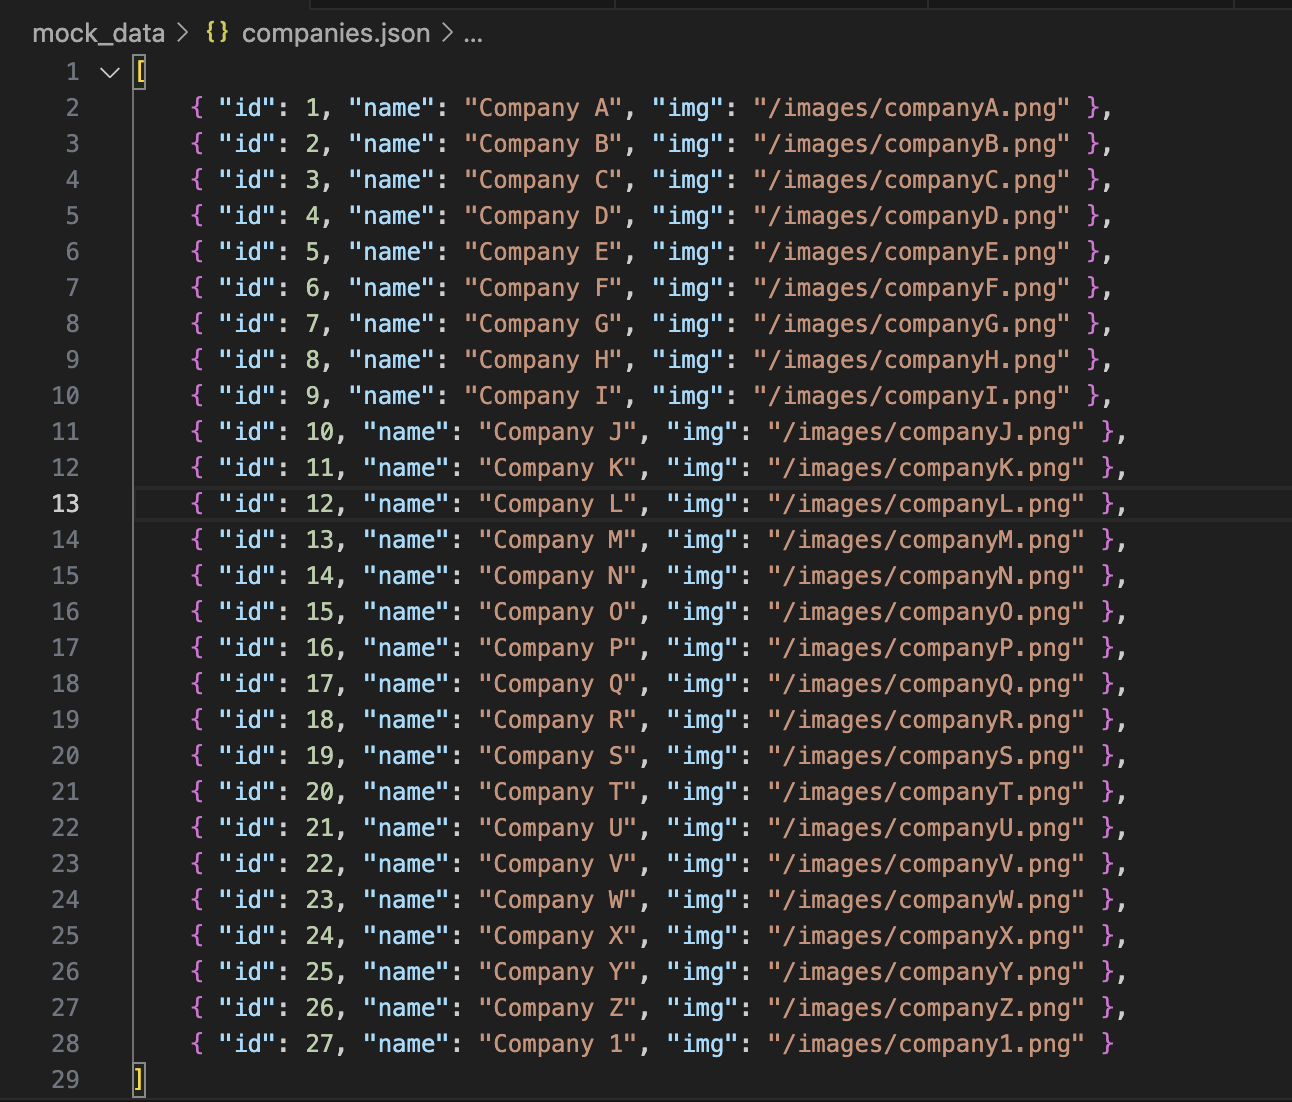 mock_data > {} companies.json > ...
1 [
2 { "id": 1, "name": "Company A", "img": "/images/companyA.png" },
3 { "id": 2, "name": "Company B", "img": "/images/companyB.png" },
4 { "id": 3, "name": "Company C", "img": "/images/companyC.png" },
5 { "id": 4, "name": "Company D", "img": "/images/companyD.png" },
6 { "id": 5, "name": "Company E", "img": "/images/companyE.png" },
7 { "id": 6, "name": "Company F", "img": "/images/companyF.png" },
8 { "id": 7, "name": "Company G", "img": "/images/companyG.png" },
9 { "id": 8, "name": "Company H", "img": "/images/companyH.png" },
10 { "id": 9, "name": "Company I", "img": "/images/companyI.png" },
11 { "id": 10, "name": "Company J", "img": "/images/companyJ.png" },
12 { "id": 11, "name": "Company K", "img": "/images/companyK.png" },
13 { "id": 12, "name": "Company L", "img": "/images/companyL.png" },
14 { "id": 13, "name": "Company M", "img": "/images/companyM.png" },
15 { "id": 14, "name": "Company N", "img": "/images/companyN.png" },
16 { "id": 15, "name": "Company O", "img": "/images/companyO.png" },
17 { "id": 16, "name": "Company P", "img": "/images/companyP.png" },
18 { "id": 17, "name": "Company Q", "img": "/images/companyQ.png" },
19 { "id": 18, "name": "Company R", "img": "/images/companyR.png" },
20 { "id": 19, "name": "Company S", "img": "/images/companyS.png" },
21 { "id": 20, "name": "Company T", "img": "/images/companyT.png" },
22 { "id": 21, "name": "Company U", "img": "/images/companyU.png" },
23 { "id": 22, "name": "Company V", "img": "/images/companyV.png" },
24 { "id": 23, "name": "Company W", "img": "/images/companyW.png" },
25 { "id": 24, "name": "Company X", "img": "/images/companyX.png" },
26 { "id": 25, "name": "Company Y", "img": "/images/companyY.png" },
27 { "id": 26, "name": "Company Z", "img": "/images/companyZ.png" },
28 { "id": 27, "name": "Company 1", "img": "/images/company1.png" }
29 ]